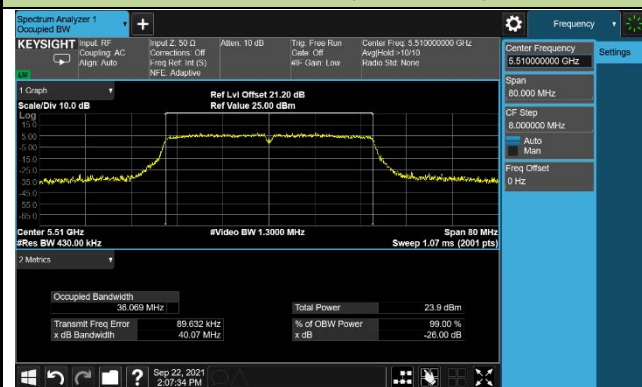 Spectrum Analyzer 1
Occupied BW
+
Frequency
KEYSIGHT
Input: RF
Coupling: AC
Align: Auto
Input Z: 50 Ω
Corrections: Off
Freq Ref: Int (S)
NFE: Adaptive
Atten: 10 dB
Trig: Free Run
Gate: Off
#IF Gain: Low
Center Freq: 5.510000000 GHz
Avg|Hold:>10/10
Radio Std: None
LM
Center Frequency
5.510000000 GHz
Settings
Span
80.000 MHz
CF Step
8.000000 MHz
Auto
Man
Freq Offset
0 Hz
1 Graph
Scale/Div 10.0 dB
Ref Lvl Offset 21.20 dB
Ref Value 25.00 dBm
Log
15.0
5.00
-5.00
-15.0
-25.0
-35.0
-45.0
-55.0
-65.0
Center 5.51 GHz
#Res BW 430.00 kHz
#Video BW 1.3000 MHz
Span 80 MHz
Sweep 1.07 ms (2001 pts)
2 Metrics
Occupied Bandwidth
36.069 MHz
Total Power 23.9 dBm
Transmit Freq Error 89.632 kHz
% of OBW Power 99.00 %
x dB Bandwidth 40.07 MHz
x dB -26.00 dB
?
Sep 22, 2021
2:07:34 PM